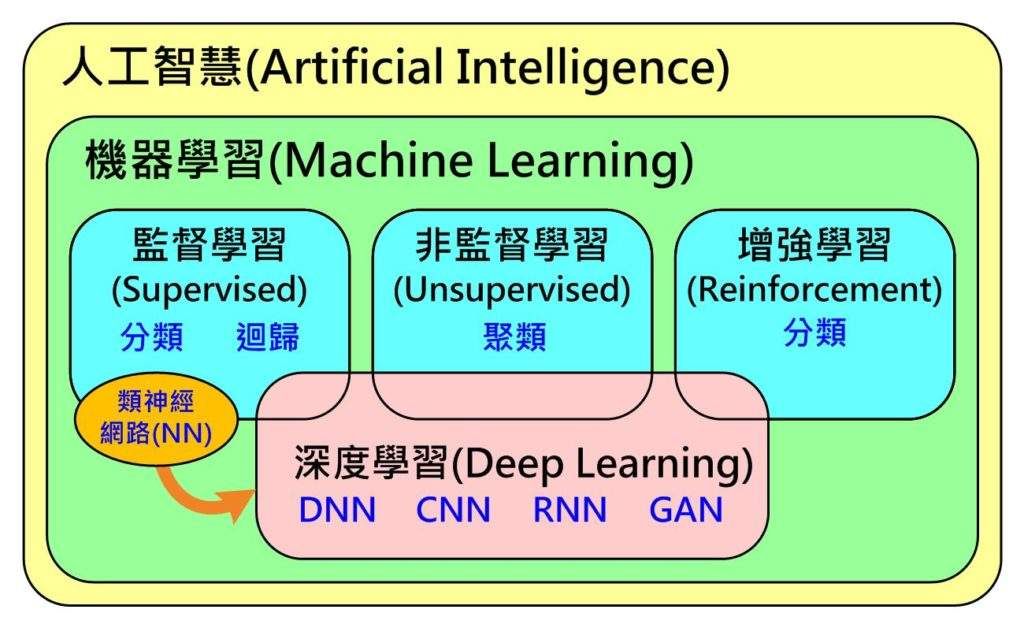 人工智慧(Artificial Intelligence)
機器學習(Machine Learning)
監督學習
(Supervised)
分類 迴歸
非監督學習
(Unsupervised)
聚類
增強學習
(Reinforcement)
分類
類神經
網路(NN)
深度學習(Deep Learning)
DNN CNN RNN GAN